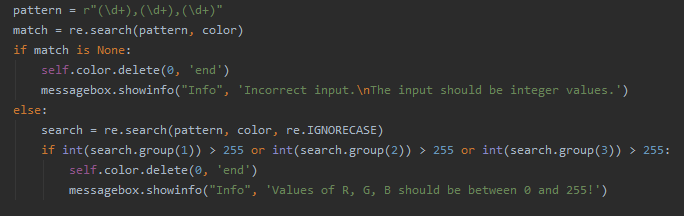 pattern = r"(\d+),(\d+),(\d+)"
match = re.search(pattern, color)
if match is None:
    self.color.delete(0, 'end')
    messagebox.showinfo("Info", 'Incorrect input.\nThe input should be integer values.')
else:
    search = re.search(pattern, color, re.IGNORECASE)
    if int(search.group(1)) > 255 or int(search.group(2)) > 255 or int(search.group(3)) > 255:
        self.color.delete(0, 'end')
        messagebox.showinfo("Info", 'Values of R, G, B should be between 0 and 255!')